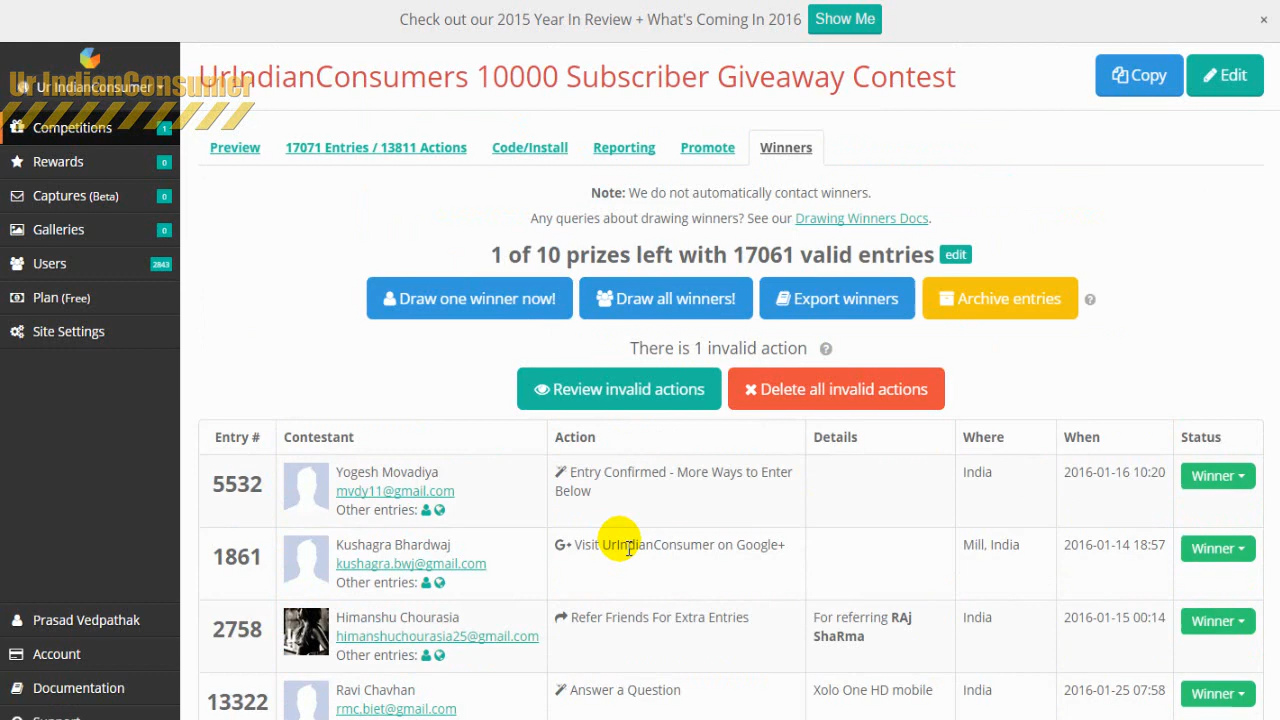 Check out our 2015 Year In Review + What's Coming In 2016 Show Me ×
Ur IndianConsumer
Ur IndianConsumer
Competitions 1
Rewards 0
Captures (Beta) 0
Galleries 0
Users 2843
Plan (Free)
Site Settings
Prasad Vedpathak
Account
Documentation
Support
UrIndianConsumers 10000 Subscriber Giveaway Contest
Copy Edit
Preview 17071 Entries / 13811 Actions Code/Install Reporting Promote Winners
Note: We do not automatically contact winners.
Any queries about drawing winners? See our Drawing Winners Docs.
1 of 10 prizes left with 17061 valid entries edit
Draw one winner now! Draw all winners! Export winners Archive entries ?
There is 1 invalid action ?
Review invalid actions Delete all invalid actions
Entry # Contestant Action Details Where When Status
5532 Yogesh Movadiya Entry Confirmed - More Ways to Enter India 2016-01-16 10:20 Winner
mvdy11@gmail.com Below
Other entries:
1861 Kushagra Bhardwaj G+ Visit UrIndianConsumer on Google+ Mill, India 2016-01-14 18:57 Winner
kushagra.bwj@gmail.com
Other entries:
2758 Himanshu Chourasia Refer Friends For Extra Entries For referring RAj India 2016-01-15 00:14 Winner
himanshuchourasia25@gmail.com ShaRma
Other entries:
13322 Ravi Chavhan Answer a Question Xolo One HD mobile India 2016-01-25 07:58 Winner
rmc.biet@gmail.com